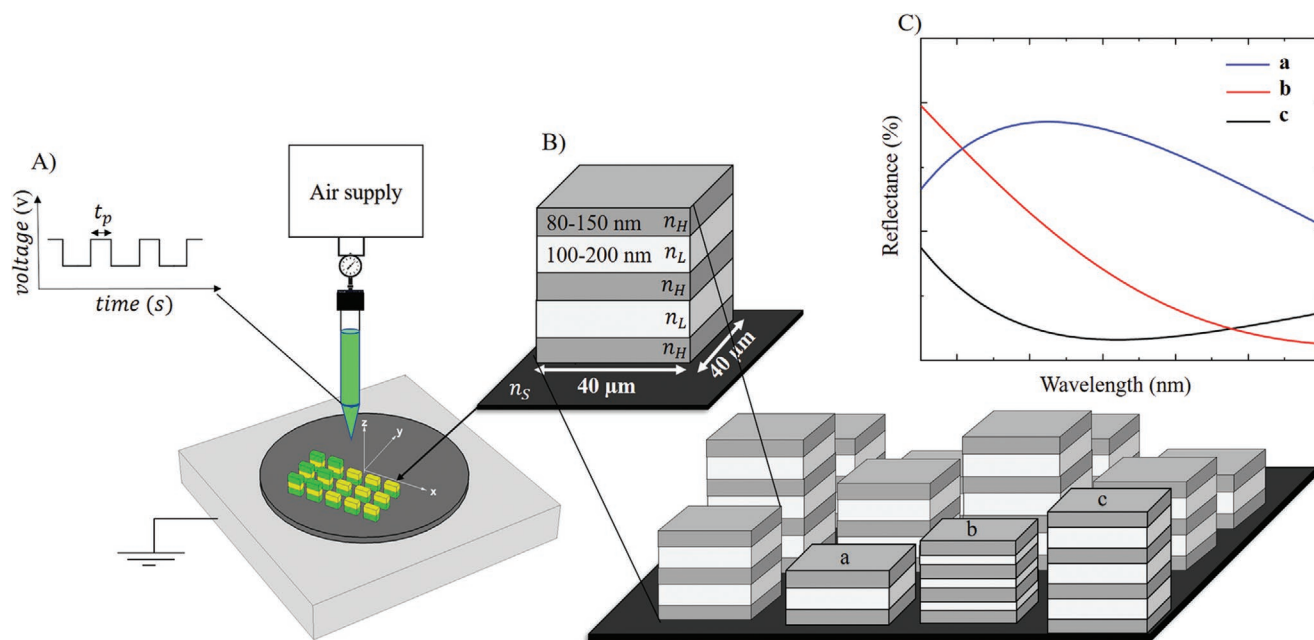 A)
voltage (v)
t_p
time (s)
Air supply
z
y
x
B)
80-150 nm n_H
100-200 nm n_L
n_H
n_L
n_H
40 μm
40 μm
n_S
C)
a
b
c
Reflectance (%)
Wavelength (nm)
a
b
c